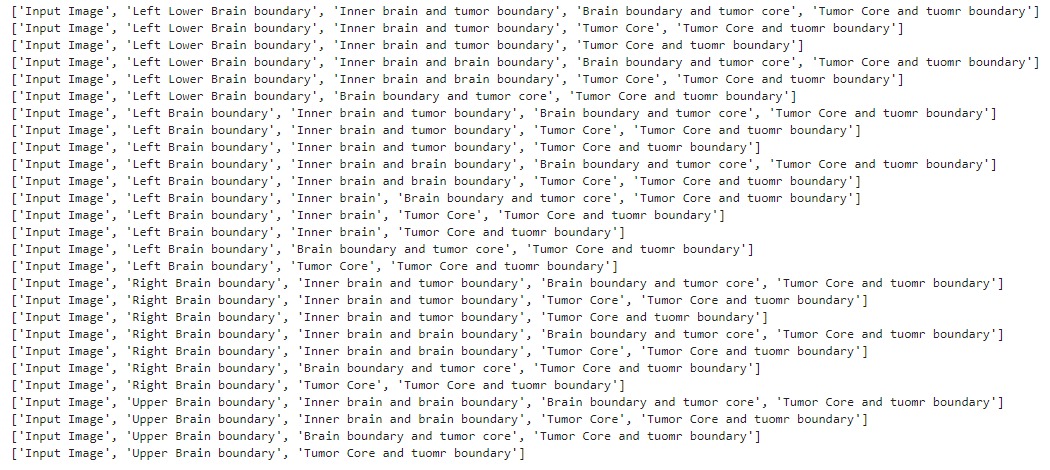 ['Input Image', 'Left Lower Brain boundary', 'Inner brain and tumor boundary', 'Brain boundary and tumor core', 'Tumor Core and tuomr boundary']
['Input Image', 'Left Lower Brain boundary', 'Inner brain and tumor boundary', 'Tumor Core', 'Tumor Core and tuomr boundary']
['Input Image', 'Left Lower Brain boundary', 'Inner brain and tumor boundary', 'Tumor Core and tuomr boundary']
['Input Image', 'Left Lower Brain boundary', 'Inner brain and brain boundary', 'Brain boundary and tumor core', 'Tumor Core and tuomr boundary']
['Input Image', 'Left Lower Brain boundary', 'Inner brain and brain boundary', 'Tumor Core', 'Tumor Core and tuomr boundary']
['Input Image', 'Left Lower Brain boundary', 'Brain boundary and tumor core', 'Tumor Core and tuomr boundary']
['Input Image', 'Left Brain boundary', 'Inner brain and tumor boundary', 'Brain boundary and tumor core', 'Tumor Core and tuomr boundary']
['Input Image', 'Left Brain boundary', 'Inner brain and tumor boundary', 'Tumor Core', 'Tumor Core and tuomr boundary']
['Input Image', 'Left Brain boundary', 'Inner brain and tumor boundary', 'Tumor Core and tuomr boundary']
['Input Image', 'Left Brain boundary', 'Inner brain and brain boundary', 'Brain boundary and tumor core', 'Tumor Core and tuomr boundary']
['Input Image', 'Left Brain boundary', 'Inner brain and brain boundary', 'Tumor Core', 'Tumor Core and tuomr boundary']
['Input Image', 'Left Brain boundary', 'Inner brain', 'Brain boundary and tumor core', 'Tumor Core and tuomr boundary']
['Input Image', 'Left Brain boundary', 'Inner brain', 'Tumor Core', 'Tumor Core and tuomr boundary']
['Input Image', 'Left Brain boundary', 'Inner brain', 'Tumor Core and tuomr boundary']
['Input Image', 'Left Brain boundary', 'Brain boundary and tumor core', 'Tumor Core and tuomr boundary']
['Input Image', 'Left Brain boundary', 'Tumor Core', 'Tumor Core and tuomr boundary']
['Input Image', 'Right Brain boundary', 'Inner brain and tumor boundary', 'Brain boundary and tumor core', 'Tumor Core and tuomr boundary']
['Input Image', 'Right Brain boundary', 'Inner brain and tumor boundary', 'Tumor Core', 'Tumor Core and tuomr boundary']
['Input Image', 'Right Brain boundary', 'Inner brain and tumor boundary', 'Tumor Core and tuomr boundary']
['Input Image', 'Right Brain boundary', 'Inner brain and brain boundary', 'Brain boundary and tumor core', 'Tumor Core and tuomr boundary']
['Input Image', 'Right Brain boundary', 'Inner brain and brain boundary', 'Tumor Core', 'Tumor Core and tuomr boundary']
['Input Image', 'Right Brain boundary', 'Brain boundary and tumor core', 'Tumor Core and tuomr boundary']
['Input Image', 'Right Brain boundary', 'Tumor Core', 'Tumor Core and tuomr boundary']
['Input Image', 'Upper Brain boundary', 'Inner brain and brain boundary', 'Brain boundary and tumor core', 'Tumor Core and tuomr boundary']
['Input Image', 'Upper Brain boundary', 'Inner brain and brain boundary', 'Tumor Core', 'Tumor Core and tuomr boundary']
['Input Image', 'Upper Brain boundary', 'Brain boundary and tumor core', 'Tumor Core and tuomr boundary']
['Input Image', 'Upper Brain boundary', 'Tumor Core and tuomr boundary']